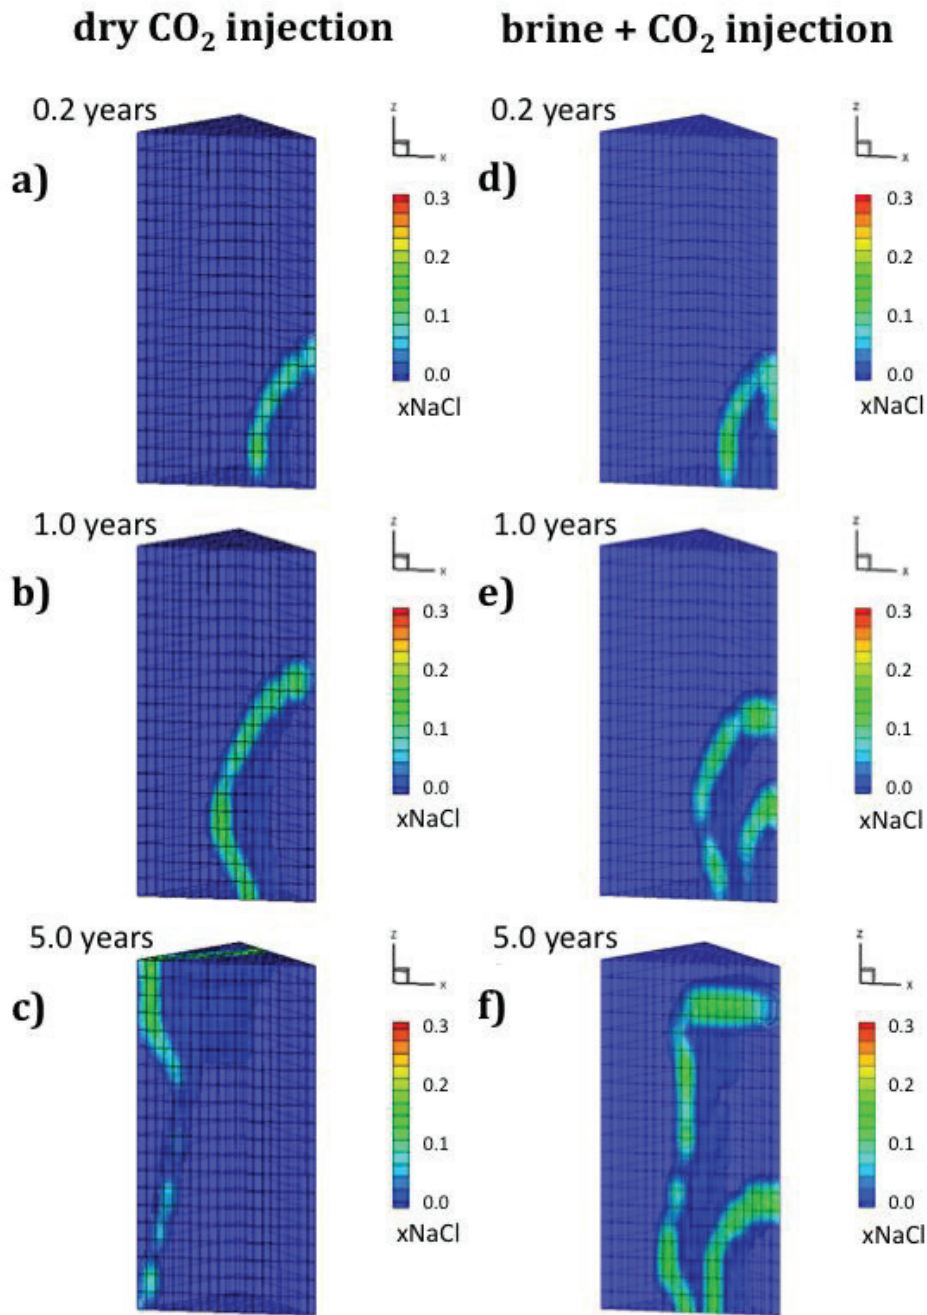 dry CO₂ injection
brine + CO₂ injection
0.2 years
a)
z
x
0.3
0.2
0.1
0.0
xNaCl
0.2 years
d)
z
x
0.3
0.2
0.1
0.0
xNaCl
1.0 years
b)
z
x
0.3
0.2
0.1
0.0
xNaCl
1.0 years
e)
z
x
0.3
0.2
0.1
0.0
xNaCl
5.0 years
c)
z
x
0.3
0.2
0.1
0.0
xNaCl
5.0 years
f)
z
x
0.3
0.2
0.1
0.0
xNaCl